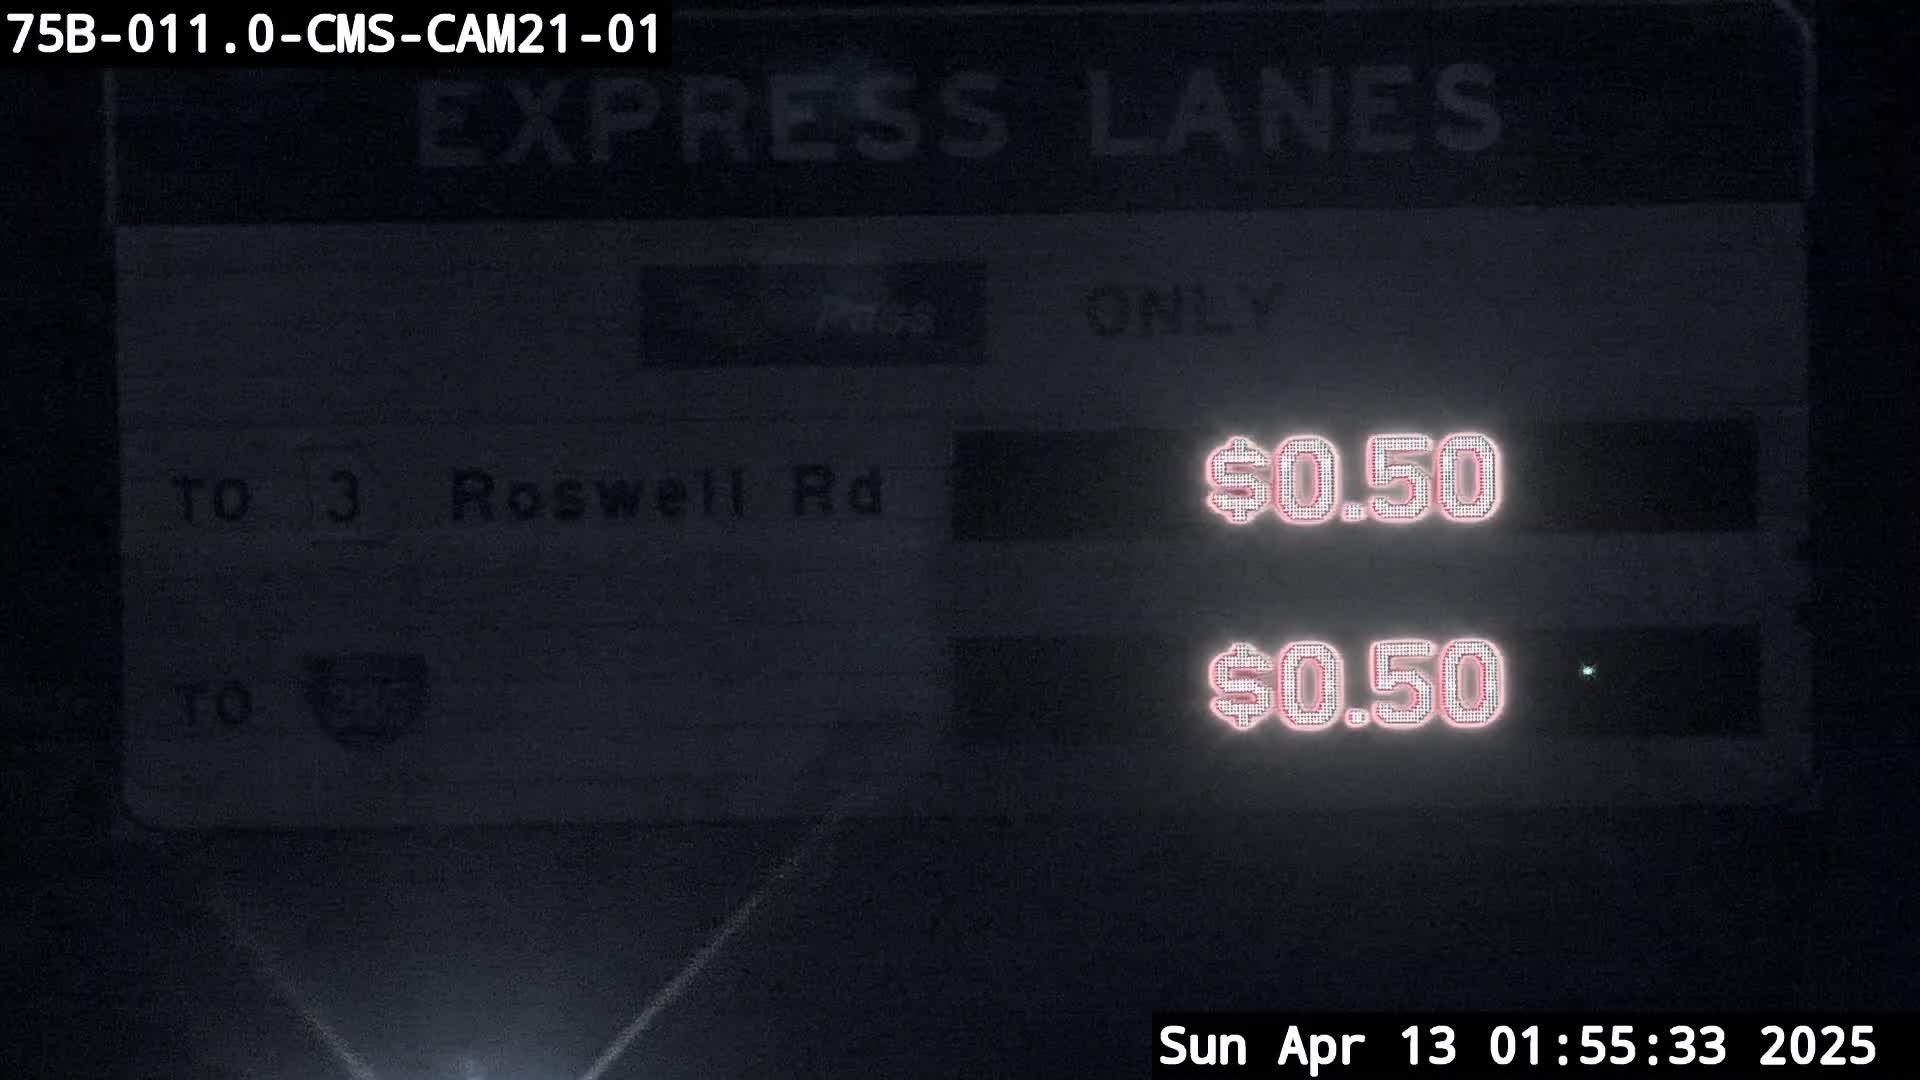 75B-011.0-CMS-CAM21-01
EXPRESS LANES
Pass ONLY
TO 3 Roswell Rd $0.50
TO $0.50
Sun Apr 13 01:55:33 2025